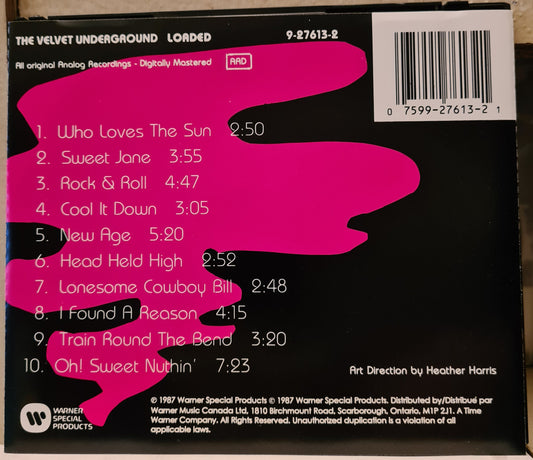 THE VELVET UNDERGROUND LOADED 9-27613-2
All original Analog Recordings - Digitally Mastered AAD
0 7599-27613-2 1
1. Who Loves The Sun 2:50
2. Sweet Jane 3:55
3. Rock & Roll 4:47
4. Cool It Down 3:05
5. New Age 5:20
6. Head Held High 2:52
7. Lonesome Cowboy Bill 2:48
8. I Found A Reason 4:15
9. Train Round The Bend 3:20
10. Oh! Sweet Nuthin' 7:23
Art Direction by Heather Harris
WARNER
SPECIAL
PRODUCTS
℗ 1987 Warner Special Products © 1987 Warner Special Products. Distributed by/Distribué par
Warner Music Canada Ltd, 1810 Birchmount Road, Scarborough, Ontario, M1P 2J1. A Time
Warner Company. All Rights Reserved. Unauthorized duplication is a violation of all
applicable laws.